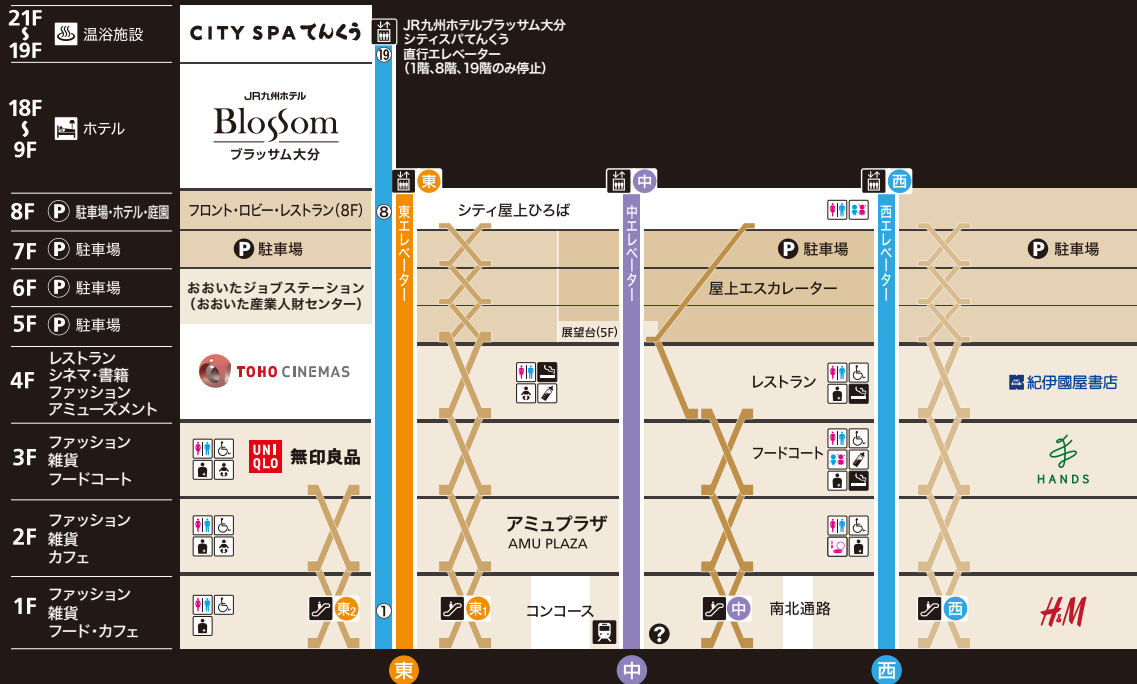 21F
〜
19F
温浴施設
CITY SPA てんくう
JR九州ホテルブラッサム大分
シティスパてんくう
直行エレベーター
(1階、8階、19階のみ停止)
⑲
18F
〜
9F
ホテル
JR九州ホテル
Blossom
ブラッサム大分
東
中
西
8F
P 駐車場・ホテル・庭園
フロント・ロビー・レストラン(8F)
⑧
東エレベーター
シティ屋上ひろば
中エレベーター
西エレベーター
7F
P 駐車場
P 駐車場
P 駐車場
P 駐車場
6F
P 駐車場
おおいたジョブステーション
(おおいた産業人財センター)
屋上エスカレーター
5F
P 駐車場
展望台(5F)
4F
レストラン
シネマ・書籍
ファッション
アミューズメント
TOHO CINEMAS
レストラン
紀伊國屋書店
3F
ファッション
雑貨
フードコート
UNI
QLO
無印良品
フードコート
HANDS
2F
ファッション
雑貨
カフェ
アミュプラザ
AMU PLAZA
1F
ファッション
雑貨
フード・カフェ
東2
①
東1
コンコース
?
中
南北通路
西
H&M
東
中
西